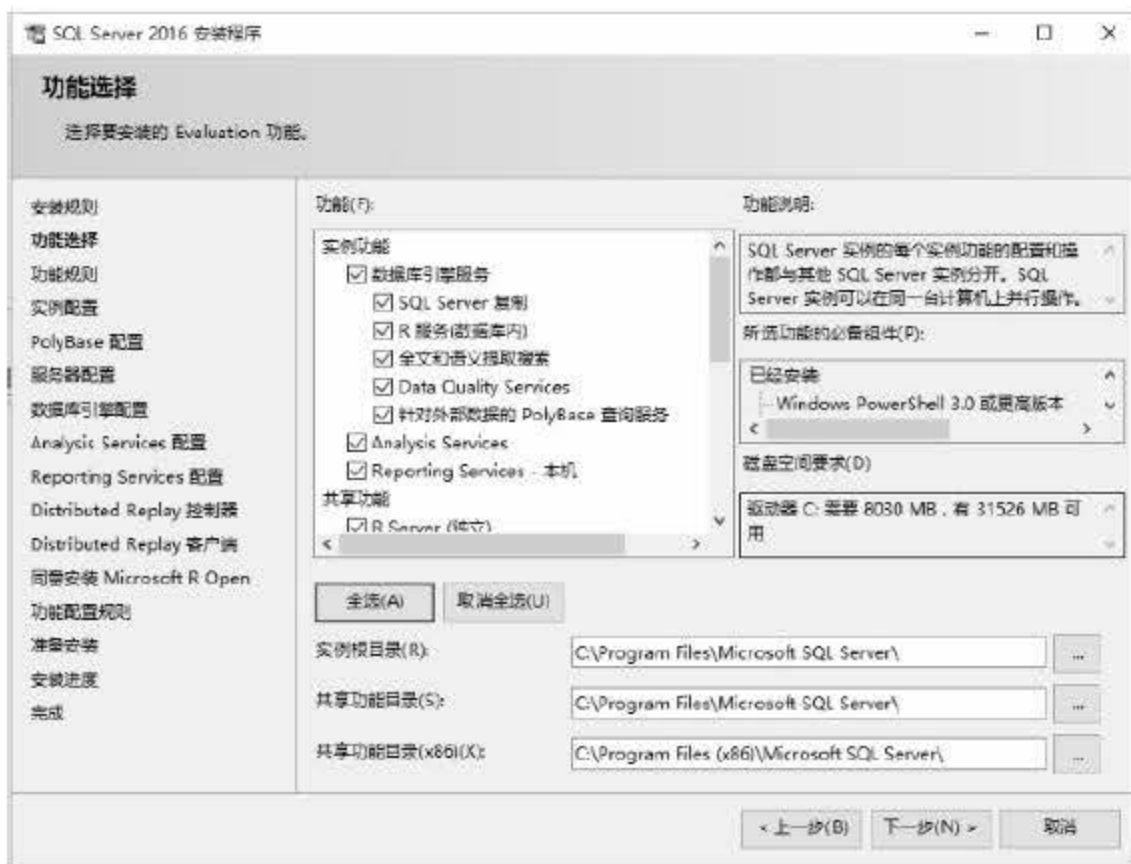 SQL Server 2016 安装程序
功能选择
选择要安装的 Evaluation 功能。
安装规则
功能选择
功能规则
实例配置
PolyBase 配置
服务器配置
数据库引擎配置
Analysis Services 配置
Reporting Services 配置
Distributed Replay 控制器
Distributed Replay 客户端
同意安装 Microsoft R Open
功能配置规则
准备安装
安装进度
完成
功能(F):
实例功能
数据库引擎服务
SQL Server 复制
R 服务(数据库内)
全文和语义提取搜索
Data Quality Services
针对外部数据的 PolyBase 查询服务
Analysis Services
Reporting Services - 本机
共享功能
R Server (独立)
功能说明:
SQL Server 实例的每个实例功能的配置和操
作都与其他 SQL Server 实例分开。SQL
Server 实例可以在同一台计算机上并行操作。
所选功能的必备组件(P):
已经安装
Windows PowerShell 3.0 或更高版本
磁盘空间要求(D)
驱动器 C: 需要 8030 MB，有 31526 MB 可
用
全选(A)
取消全选(U)
实例根目录(R):
C:\Program Files\Microsoft SQL Server\
...
共享功能目录(S):
C:\Program Files\Microsoft SQL Server\
...
共享功能目录(x86)(X):
C:\Program Files (x86)\Microsoft SQL Server\
...
< 上一步(B)
下一步(N) >
取消